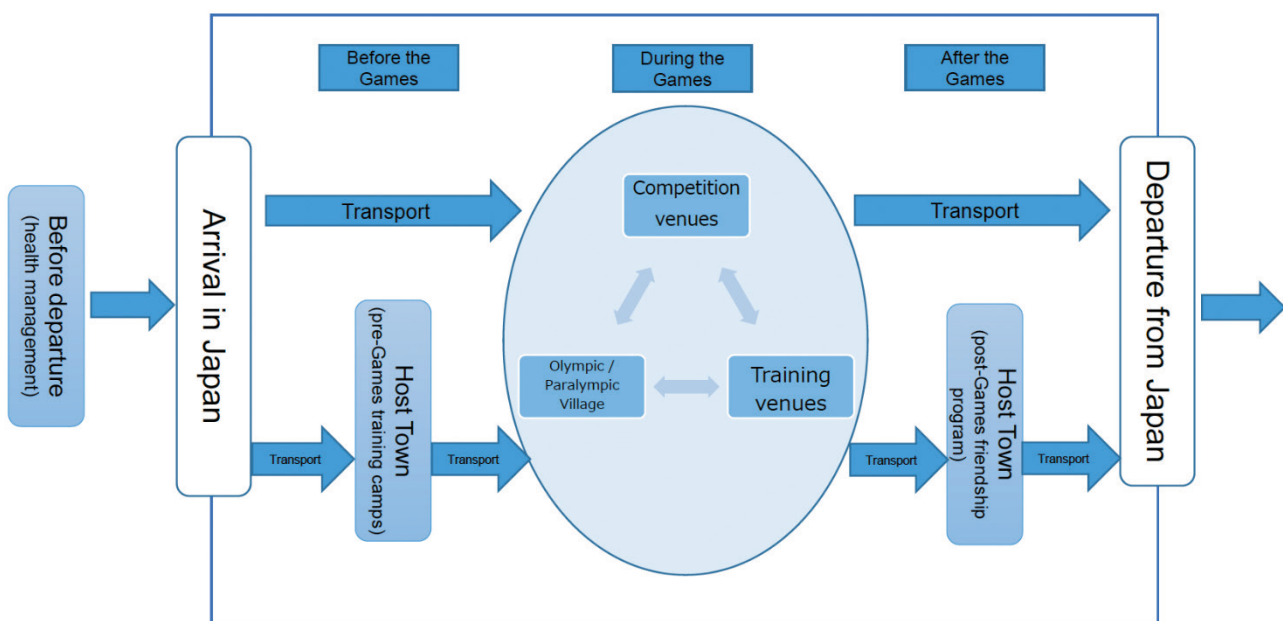 Before the
Games
During the
Games
After the
Games
Before departure
(health management)
Arrival in Japan
Transport
Transport
Host Town
(pre-Games training camps)
Transport
Competition
venues
Olympic /
Paralympic
Village
Training
venues
Transport
Transport
Host Town
(post-Games friendship
program)
Transport
Departure from Japan